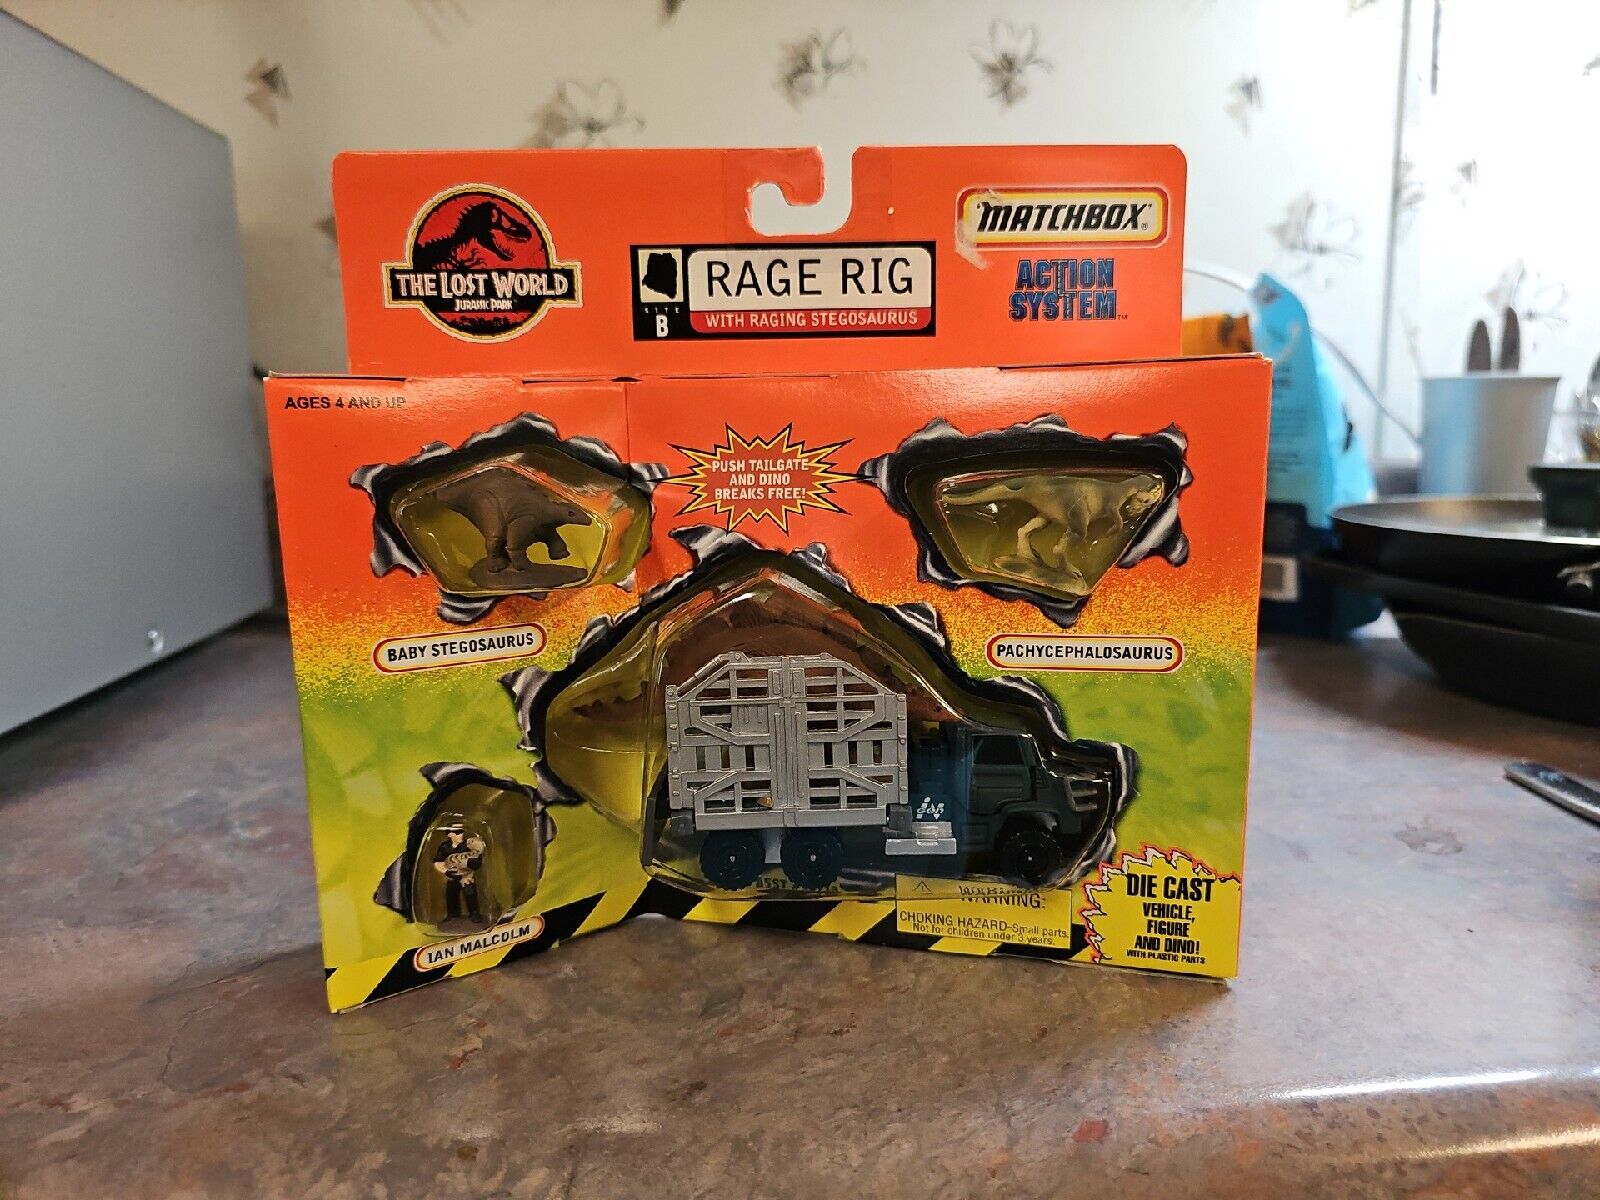 THE LOST WORLD
JURASSIC PARK
SITE
B
RAGE RIG
WITH RAGING STEGOSAURUS
MATCHBOX®
ACTION
SYSTEM™
AGES 4 AND UP
PUSH TAILGATE
AND DINO
BREAKS FREE!
BABY STEGOSAURUS
PACHYCEPHALOSAURUS
IAN MALCOLM
WARNING:
CHOKING HAZARD-Small parts.
Not for children under 3 years.
DIE CAST
VEHICLE,
FIGURE
AND DINO!
WITH PLASTIC PARTS